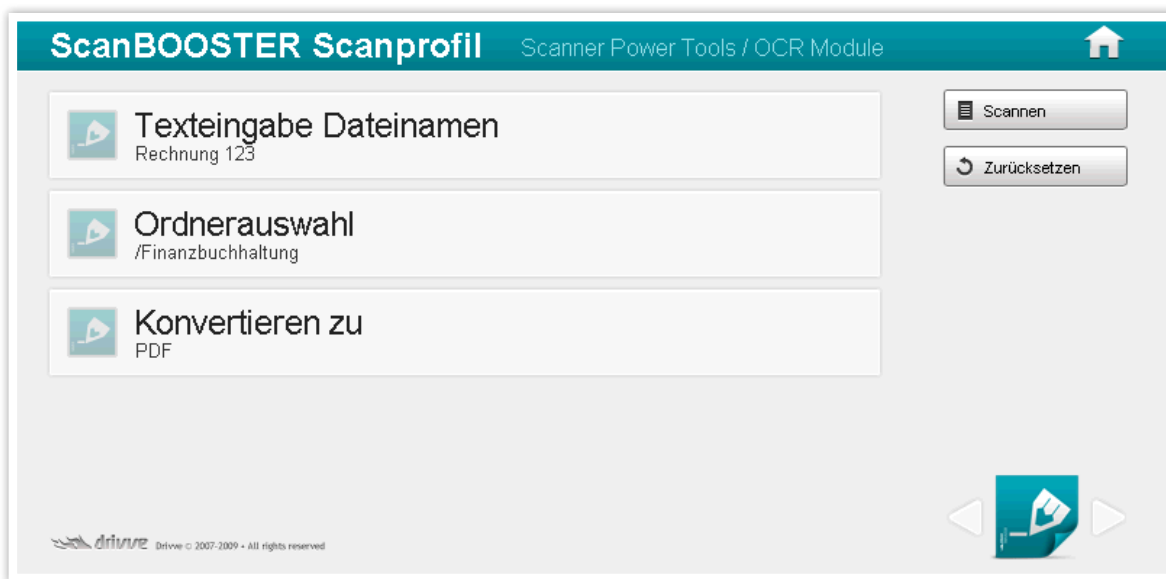 ScanBOOSTER Scanprofil Scanner Power Tools / OCR Module
Texteingabe Dateinamen
Rechnung 123
Scannen
Zurücksetzen
Ordnerauswahl
/Finanzbuchhaltung
Konvertieren zu
PDF
drivve Drivve © 2007-2009 • All rights reserved